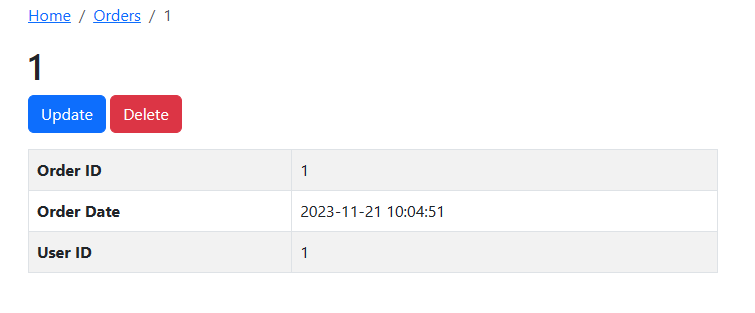 Home / Orders / 1
1
Update Delete
Order ID 1
Order Date 2023-11-21 10:04:51
User ID 1